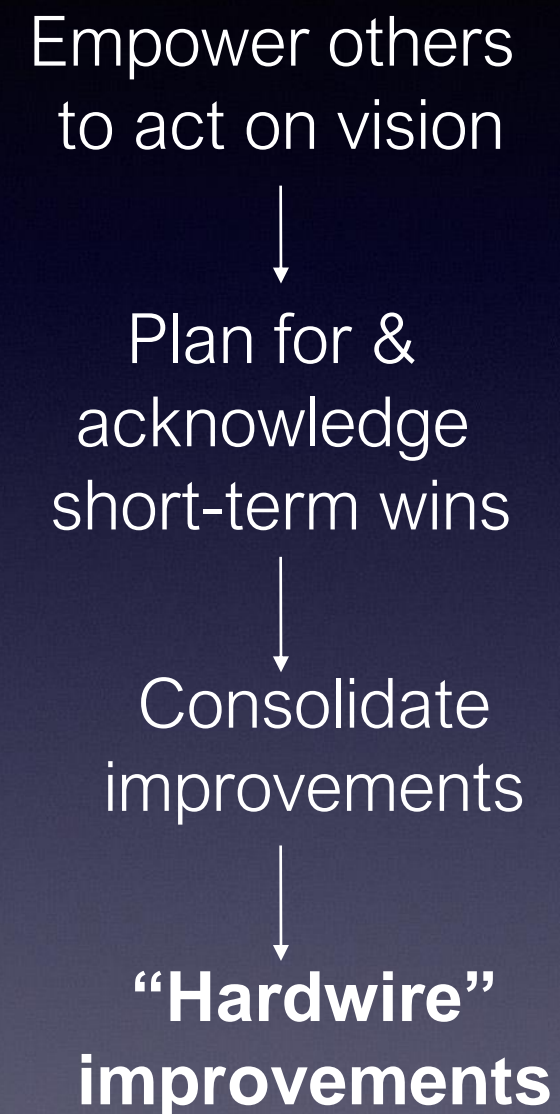 Empower others
to act on vision
Plan for &
acknowledge
short-term wins
Consolidate
improvements
“Hardwire”
improvements